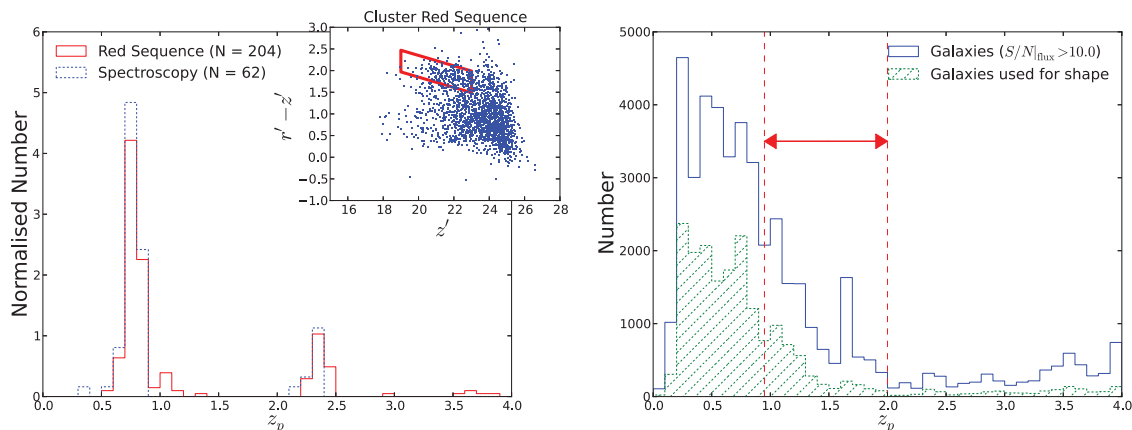 Cluster Red Sequence
Red Sequence (N = 204)
Spectroscopy (N = 62)
Normalised Number
6
5
4
3
2
1
0
0.0 0.5 1.0 1.5 2.0 2.5 3.0 3.5 4.0
z_p
r′ − z′
3.0
2.5
2.0
1.5
1.0
0.5
0.0
−0.5
−1.0
16 18 20 22 24 26 28
z′
Galaxies (S/N|flux>10.0)
Galaxies used for shape
Number
5000
4000
3000
2000
1000
0
0.0 0.5 1.0 1.5 2.0 2.5 3.0 3.5 4.0
z_p